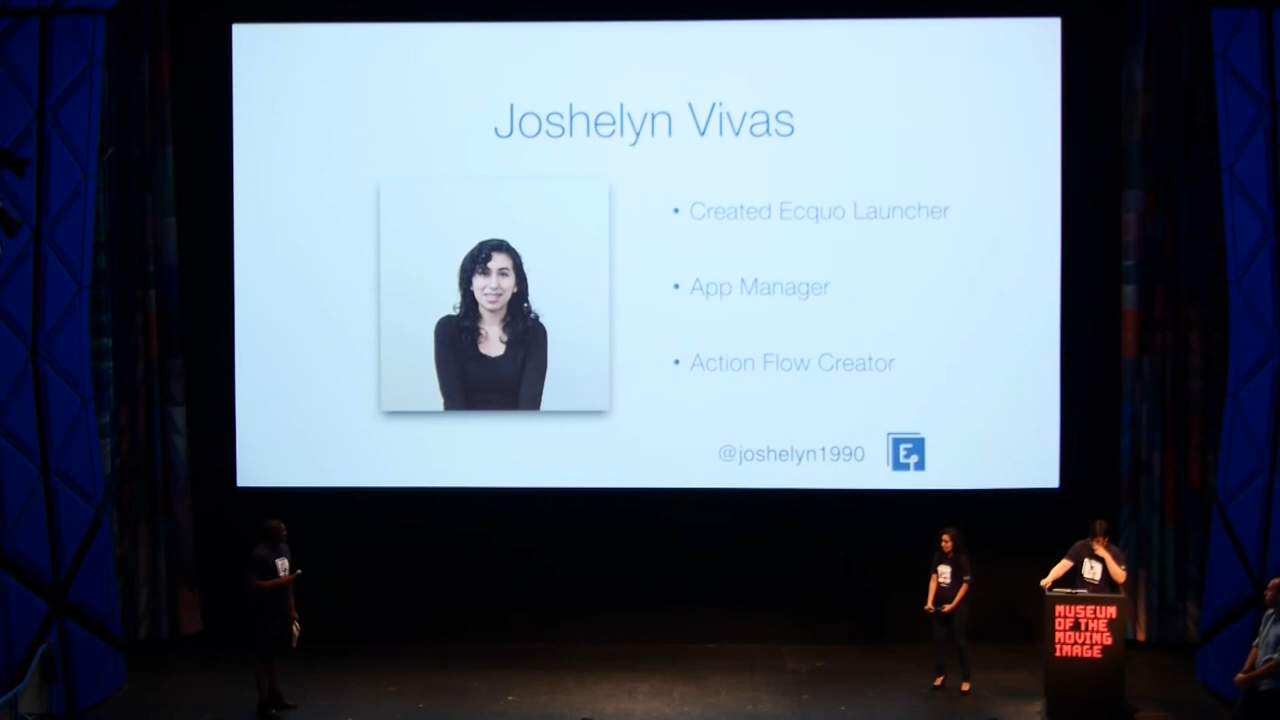 Joshelyn Vivas
• Created Ecquo Launcher
• App Manager
• Action Flow Creator
@joshelyn1990
MUSEUM
OF THE
MOVING
IMAGE